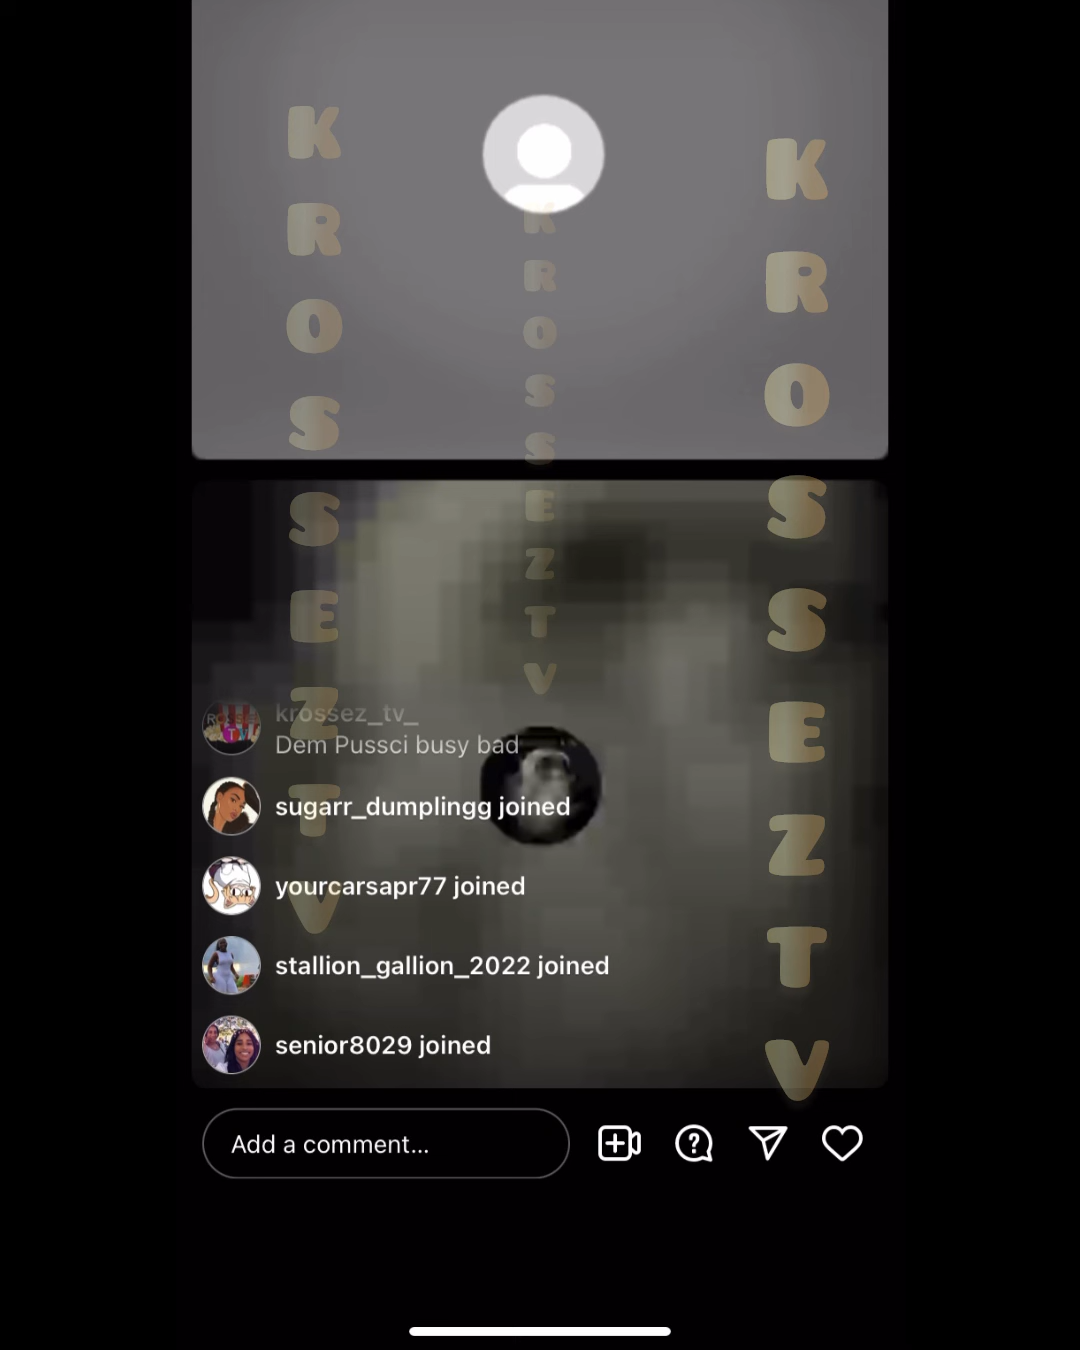 KROSSEZTV
KROSSEZTV
KROSSEZTV
krossez_tv_
Dem Pussci busy bad
sugarr_dumplingg joined
yourcarsapr77 joined
stallion_gallion_2022 joined
senior8029 joined
Add a comment...